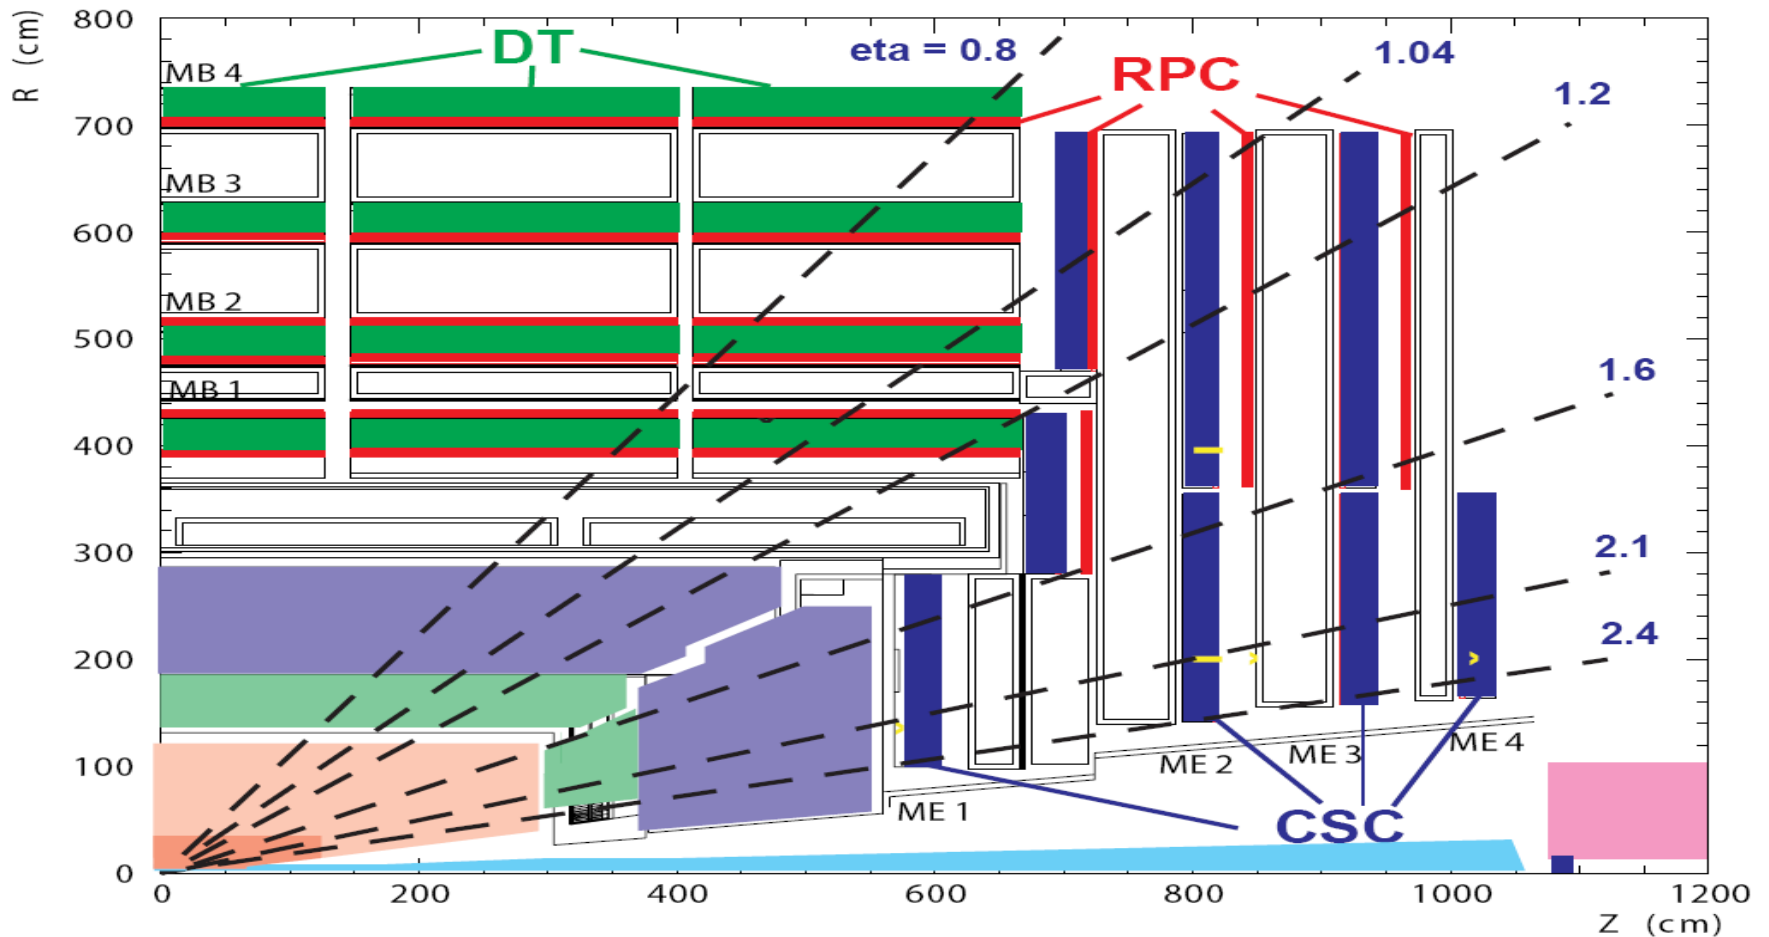 800
R (cm)
DT
eta = 0.8
1.04
RPC
1.2
MB 4
700
MB 3
600
MB 2
500
MB 1
1.6
400
300
2.1
200
2.4
100
ME 1
ME 2
ME 3
ME 4
CSC
0
0 200 400 600 800 1000 1200
Z (cm)